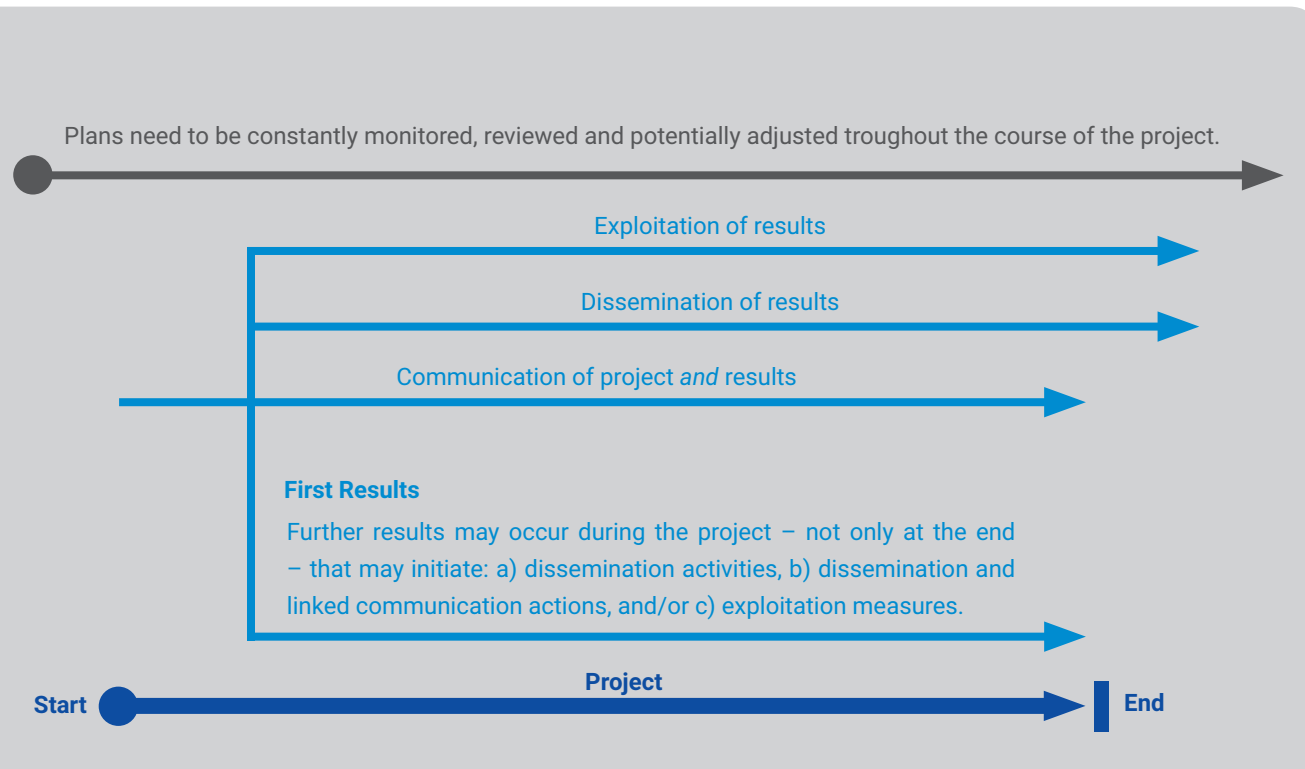 Plans need to be constantly monitored, reviewed and potentially adjusted troughout the course of the project.
Exploitation of results
Dissemination of results
Communication of project and results
First Results
Further results may occur during the project – not only at the end
– that may initiate: a) dissemination activities, b) dissemination and
linked communication actions, and/or c) exploitation measures.
Project
Start
End